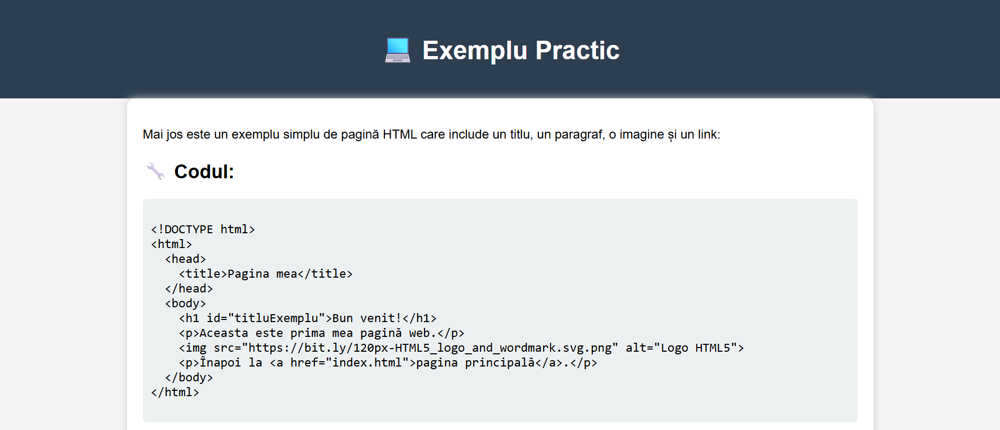 Exemplu Practic
Mai jos este un exemplu simplu de pagină HTML care include un titlu, un paragraf, o imagine și un link:
Codul:
<!DOCTYPE html>
<html>
  <head>
    <title>Pagina mea</title>
  </head>
  <body>
    <h1 id="titluExemplu">Bun venit!</h1>
    <p>Aceasta este prima mea pagină web.</p>
    <img src="https://bit.ly/120px-HTML5_logo_and_wordmark.svg.png" alt="Logo HTML5">
    <p>Înapoi la <a href="index.html">pagina principală</a>.</p>
  </body>
</html>